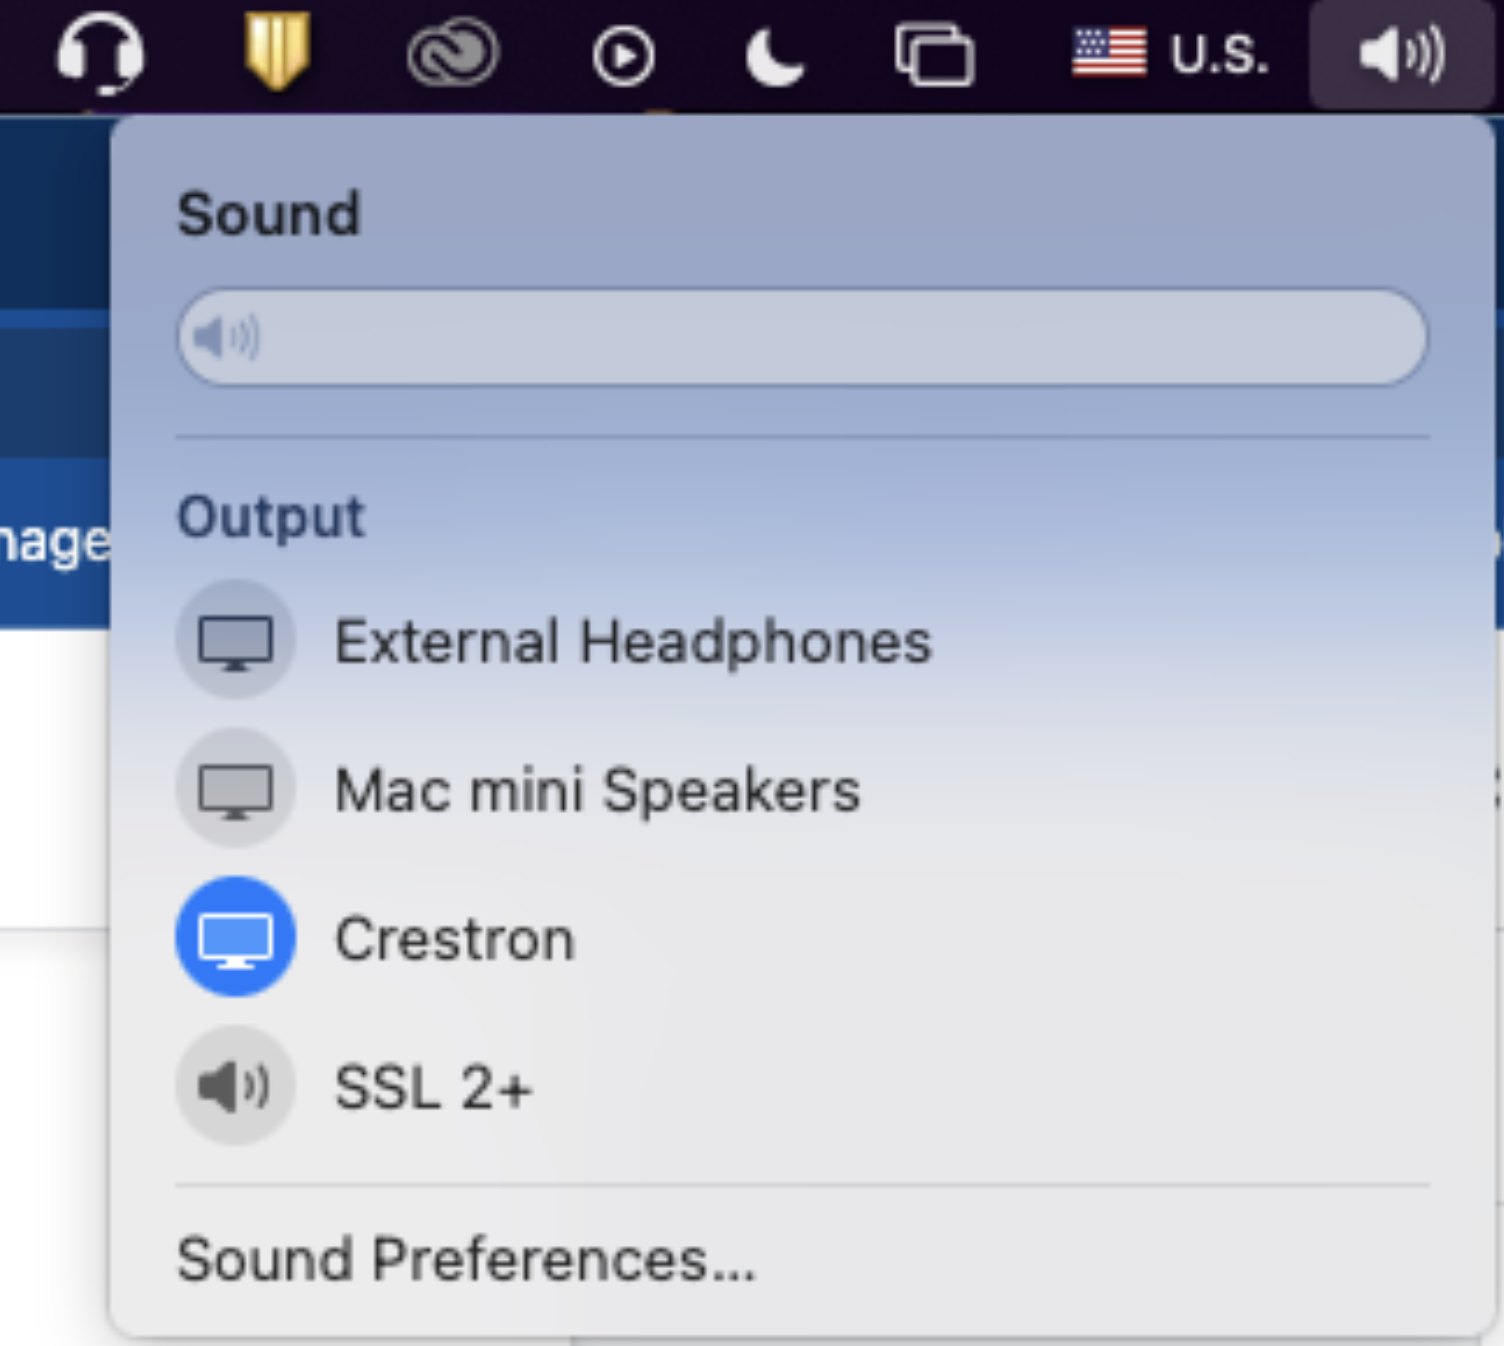 U.S.
Sound
Output
External Headphones
Mac mini Speakers
Crestron
SSL 2+
Sound Preferences...